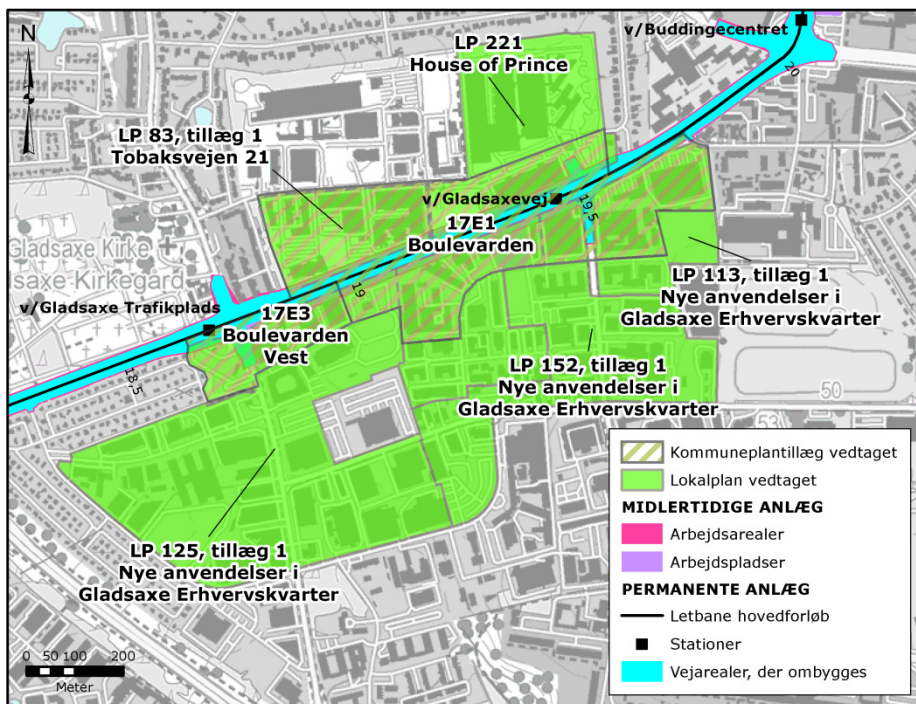 N
v/Buddingecentret
20
LP 221
House of Prince
LP 83, tillæg 1
Tobaksvejen 21
v/Gladsaxevej
19,5
17E1
Boulevarden
Gladsaxe Kirke
saxe Kirkegård
LP 113, tillæg 1
Nye anvendelser i
Gladsaxe Erhvervskvarter
v/Gladsaxe Trafikplads
19
17E3
Boulevarden
Vest
LP 152, tillæg 1
Nye anvendelser i
Gladsaxe Erhvervskvarter
18,5
50
53
LP 125, tillæg 1
Nye anvendelser i
Gladsaxe Erhvervskvarter
Kommuneplantillæg vedtaget
Lokalplan vedtaget
MIDLERTIDIGE ANLÆG
Arbejdsarealer
Arbejdspladser
PERMANENTE ANLÆG
Letbane hovedforløb
Stationer
Vejarealer, der ombygges
0 50 100 200
Meter